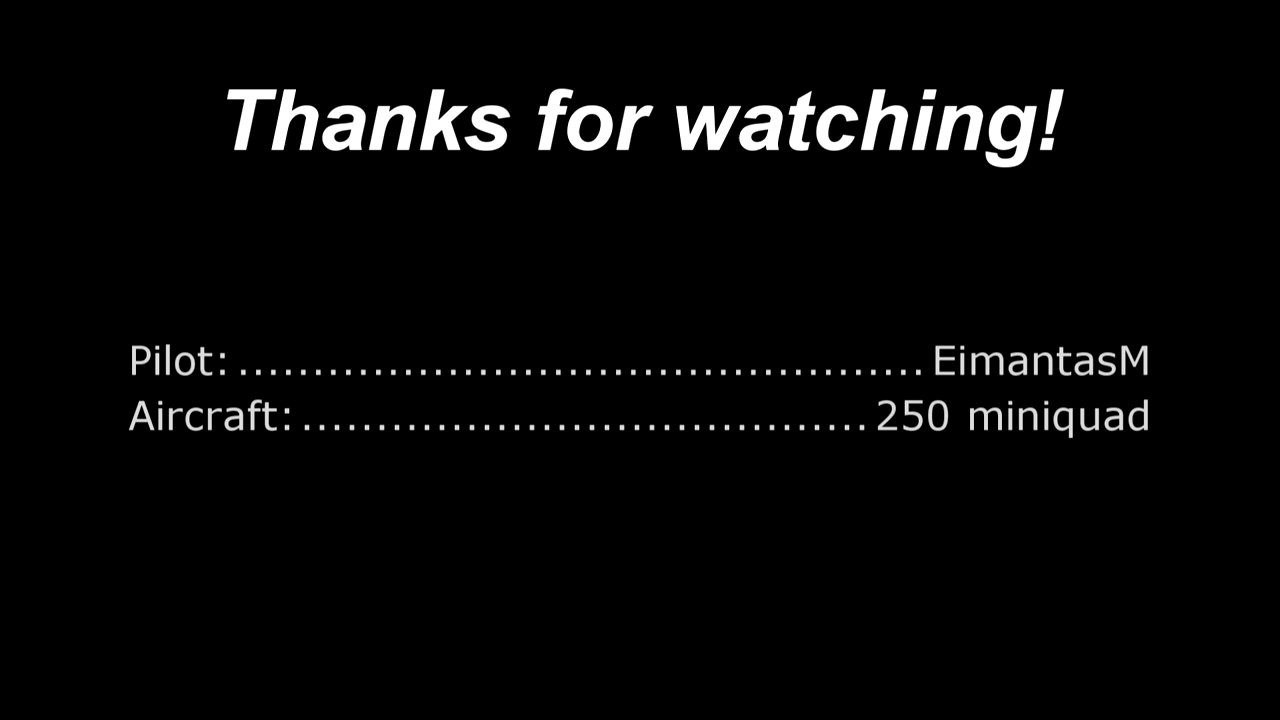 Thanks for watching!
Pilot:..............................................EimantasM
Aircraft:......................................250 miniquad